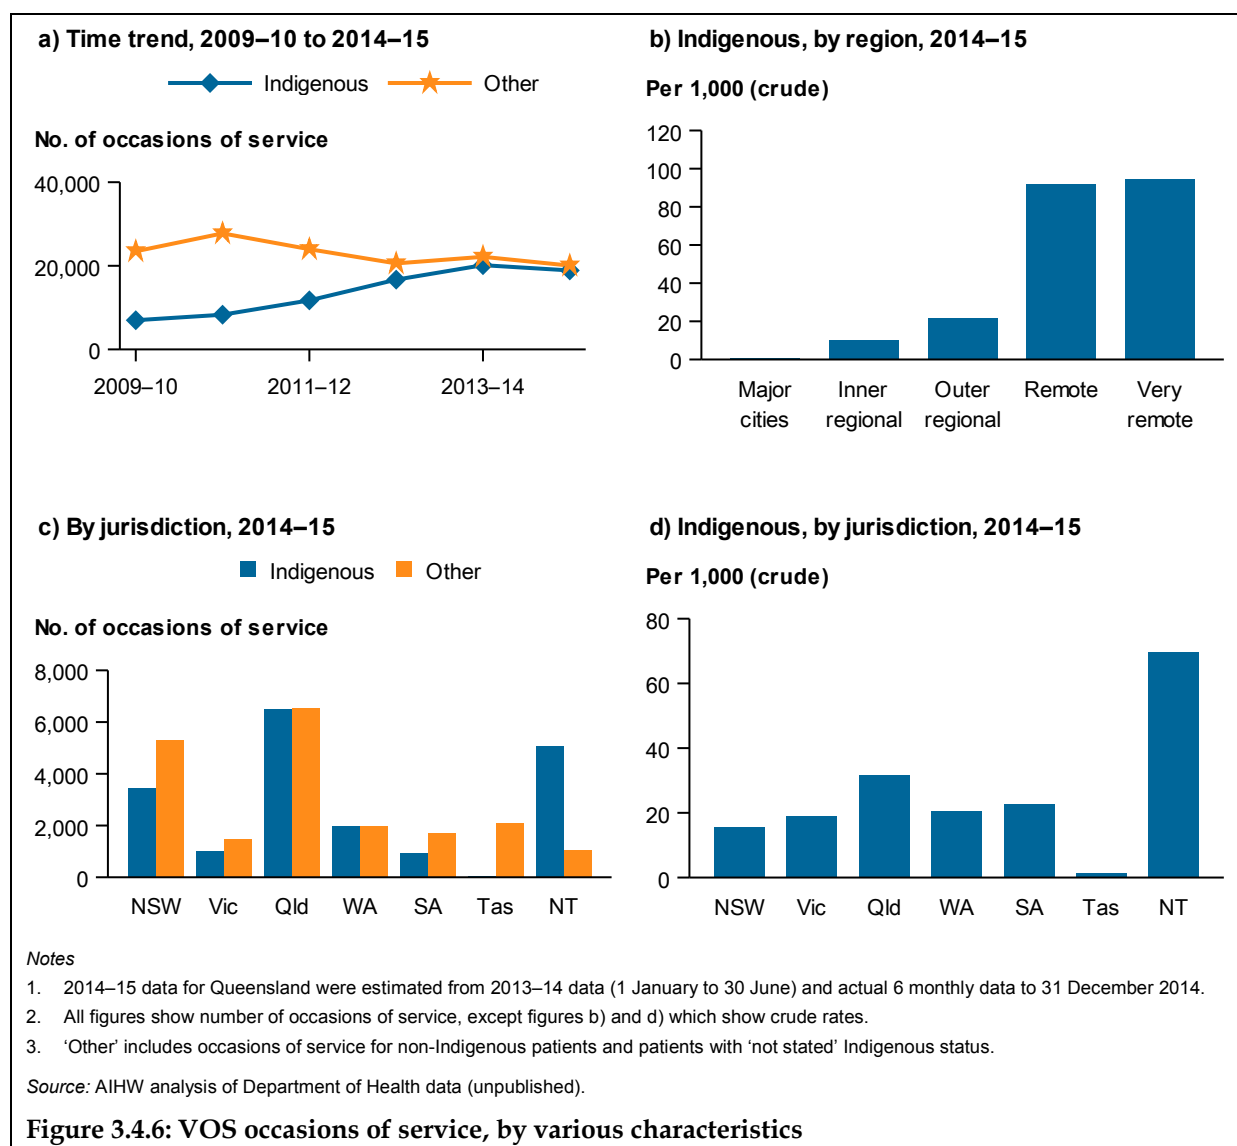 a) Time trend, 2009–10 to 2014–15
Indigenous Other
No. of occasions of service
40,000
20,000
0
2009–10 2011–12 2013–14
b) Indigenous, by region, 2014–15
Per 1,000 (crude)
120
100
80
60
40
20
0
Major cities
Inner regional
Outer regional
Remote
Very remote
c) By jurisdiction, 2014–15
Indigenous Other
No. of occasions of service
8,000
6,000
4,000
2,000
0
NSW Vic Qld WA SA Tas NT
d) Indigenous, by jurisdiction, 2014–15
Per 1,000 (crude)
80
60
40
20
0
NSW Vic Qld WA SA Tas NT
Notes
1. 2014–15 data for Queensland were estimated from 2013–14 data (1 January to 30 June) and actual 6 monthly data to 31 December 2014.
2. All figures show number of occasions of service, except figures b) and d) which show crude rates.
3. ‘Other’ includes occasions of service for non-Indigenous patients and patients with ‘not stated’ Indigenous status.
Source: AIHW analysis of Department of Health data (unpublished).
Figure 3.4.6: VOS occasions of service, by various characteristics